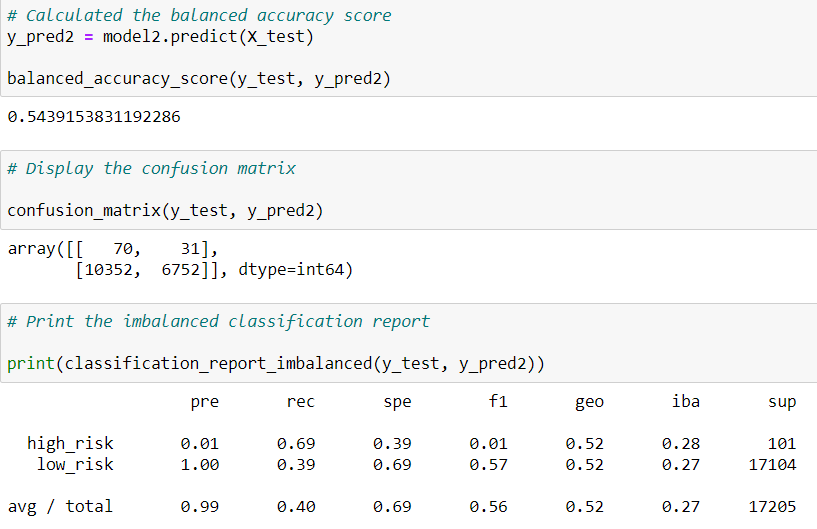 # Calculated the balanced accuracy score
y_pred2 = model2.predict(X_test)
balanced_accuracy_score(y_test, y_pred2)
0.5439153831192286
# Display the confusion matrix
confusion_matrix(y_test, y_pred2)
array([[   70,    31],
       [10352,  6752]], dtype=int64)
# Print the imbalanced classification report
print(classification_report_imbalanced(y_test, y_pred2))
pre rec spe f1 geo iba sup
high_risk 0.01 0.69 0.39 0.01 0.52 0.28 101
low_risk 1.00 0.39 0.69 0.57 0.52 0.27 17104
avg / total 0.99 0.40 0.69 0.56 0.52 0.27 17205